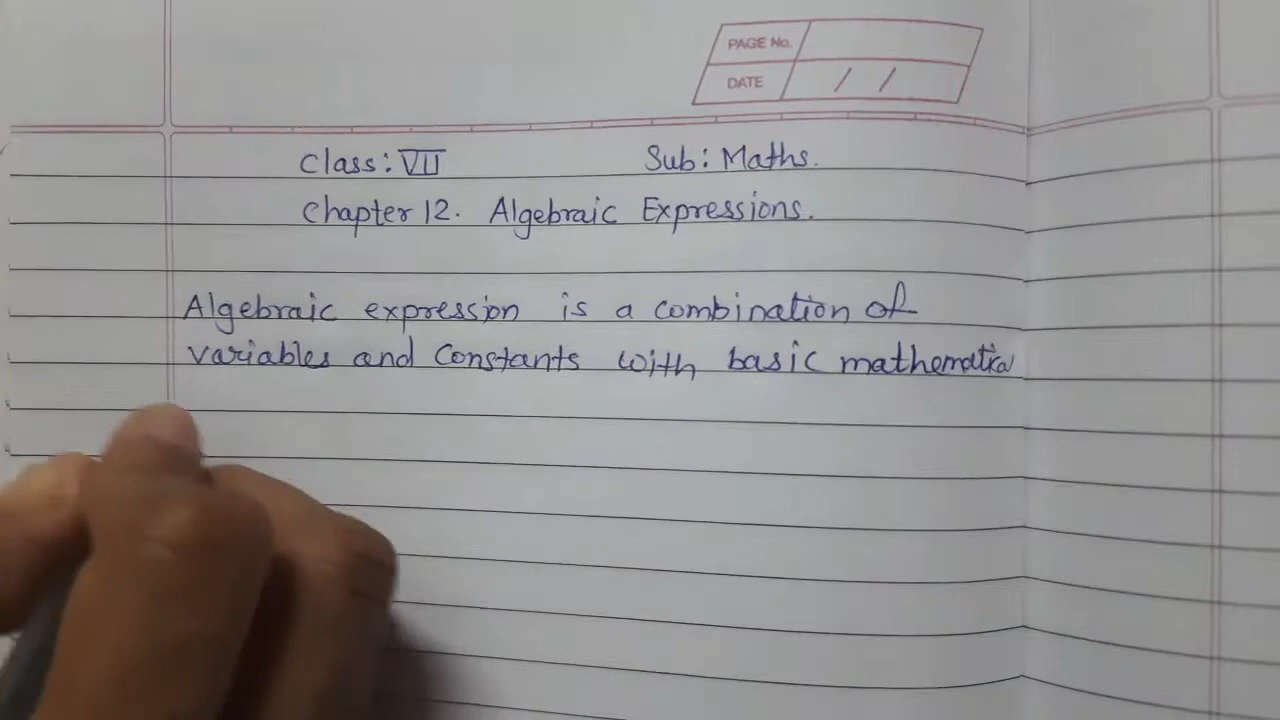 PAGE No.
DATE / /
Class: VII Sub: Maths.
Chapter 12. Algebraic Expressions.
Algebraic expression is a combination of
variables and constants with basic mathematical